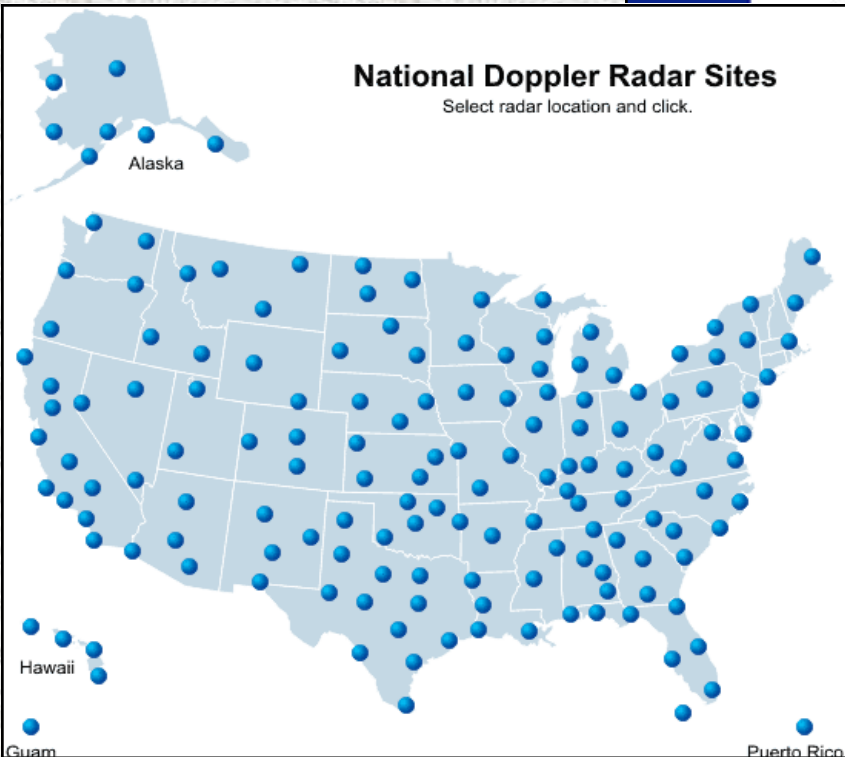 National Doppler Radar Sites
Select radar location and click.
Alaska
Hawaii
Guam
Puerto Rico